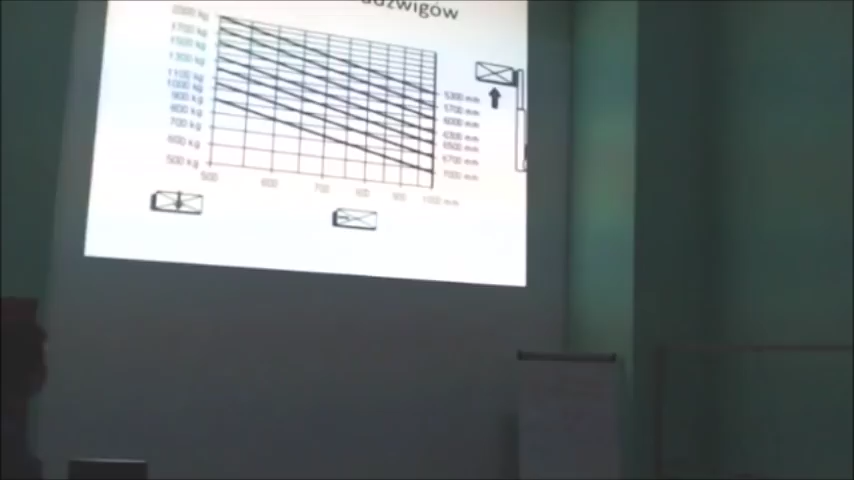 udźwigów
2000 kg
1700 kg
1500 kg
1300 kg
1100 kg
1000 kg
900 kg
800 kg
700 kg
600 kg
500 kg
5300 mm
5700 mm
6000 mm
6300 mm
6500 mm
6700 mm
7000 mm
500 600 700 800 900 1000 mm